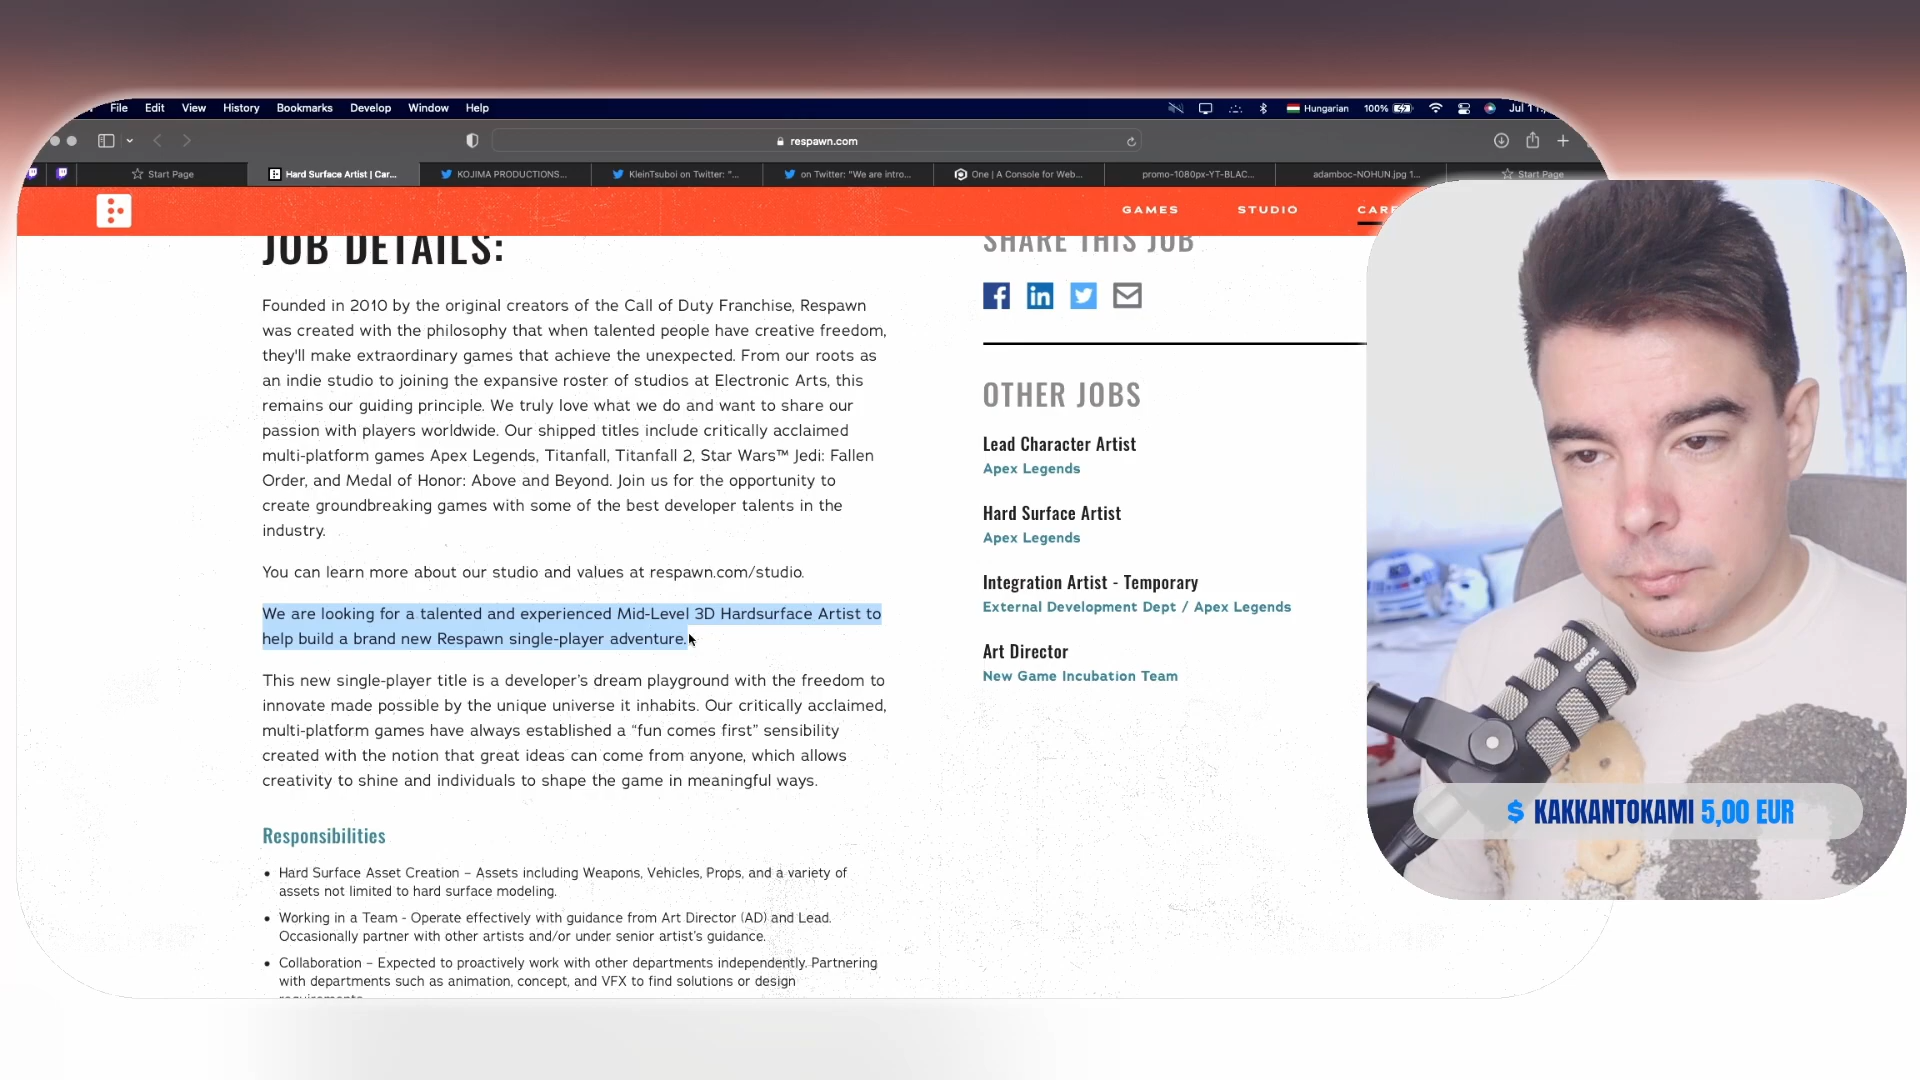 File Edit View History Bookmarks Develop Window Help
Hungarian 100%
respawn.com
Start Page
Hard Surface Artist | Car...
KOJIMA PRODUCTIONS...
KleinTsuboi on Twitter: "...
on Twitter: "We are intro...
One | A Console for Web...
promo-1080px-YT-BLAC...
adamboc-NOHUN.jpg 1...
Start Page
GAMES STUDIO
JOB DETAILS:
Founded in 2010 by the original creators of the Call of Duty Franchise, Respawn
was created with the philosophy that when talented people have creative freedom,
they'll make extraordinary games that achieve the unexpected. From our roots as
an indie studio to joining the expansive roster of studios at Electronic Arts, this
remains our guiding principle. We truly love what we do and want to share our
passion with players worldwide. Our shipped titles include critically acclaimed
multi-platform games Apex Legends, Titanfall, Titanfall 2, Star Wars™ Jedi: Fallen
Order, and Medal of Honor: Above and Beyond. Join us for the opportunity to
create groundbreaking games with some of the best developer talents in the
industry.
You can learn more about our studio and values at respawn.com/studio.
We are looking for a talented and experienced Mid-Level 3D Hardsurface Artist to
help build a brand new Respawn single-player adventure.
This new single-player title is a developer's dream playground with the freedom to
innovate made possible by the unique universe it inhabits. Our critically acclaimed,
multi-platform games have always established a “fun comes first” sensibility
created with the notion that great ideas can come from anyone, which allows
creativity to shine and individuals to shape the game in meaningful ways.
Responsibilities
• Hard Surface Asset Creation – Assets including Weapons, Vehicles, Props, and a variety of
assets not limited to hard surface modeling.
• Working in a Team - Operate effectively with guidance from Art Director (AD) and Lead.
Occasionally partner with other artists and/or under senior artist's guidance.
• Collaboration – Expected to proactively work with other departments independently. Partnering
with departments such as animation, concept, and VFX to find solutions or design
SHARE THIS JOB
OTHER JOBS
Lead Character Artist
Apex Legends
Hard Surface Artist
Apex Legends
Integration Artist - Temporary
External Development Dept / Apex Legends
Art Director
New Game Incubation Team
RØDE
$ KAKKANTOKAMI 5,00 EUR